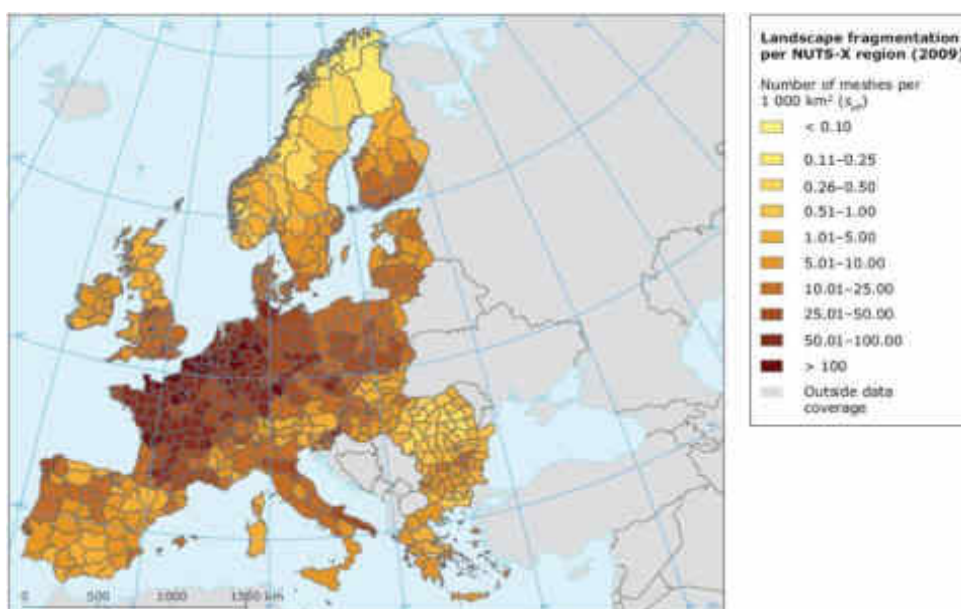 Landscape fragmentation
per NUTS-X region (2009)
Number of meshes per
1 000 km² (s_eff)
< 0.10
0.11–0.25
0.26–0.50
0.51–1.00
1.01–5.00
5.01–10.00
10.01–25.00
25.01–50.00
50.01–100.00
> 100
Outside data
coverage
0 500 1000 1500 km